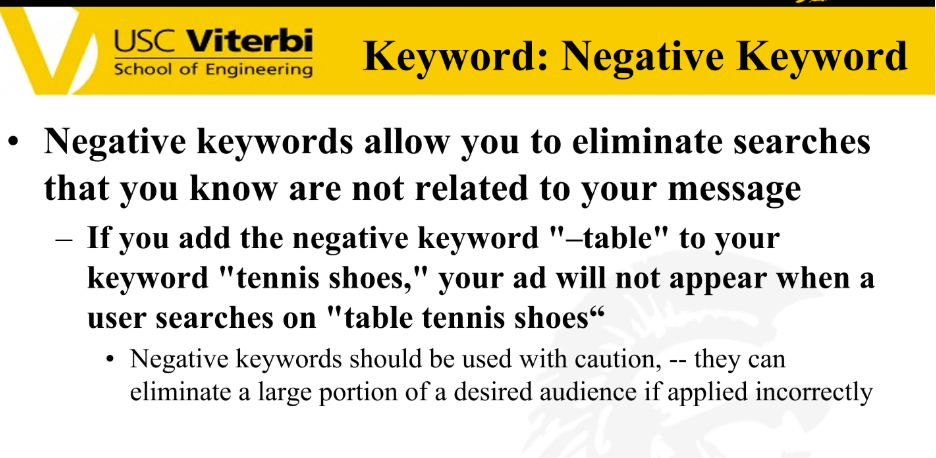 USC Viterbi
School of Engineering
Keyword: Negative Keyword
• Negative keywords allow you to eliminate searches
that you know are not related to your message
– If you add the negative keyword "–table" to your
keyword "tennis shoes," your ad will not appear when a
user searches on "table tennis shoes“
• Negative keywords should be used with caution, -- they can
eliminate a large portion of a desired audience if applied incorrectly